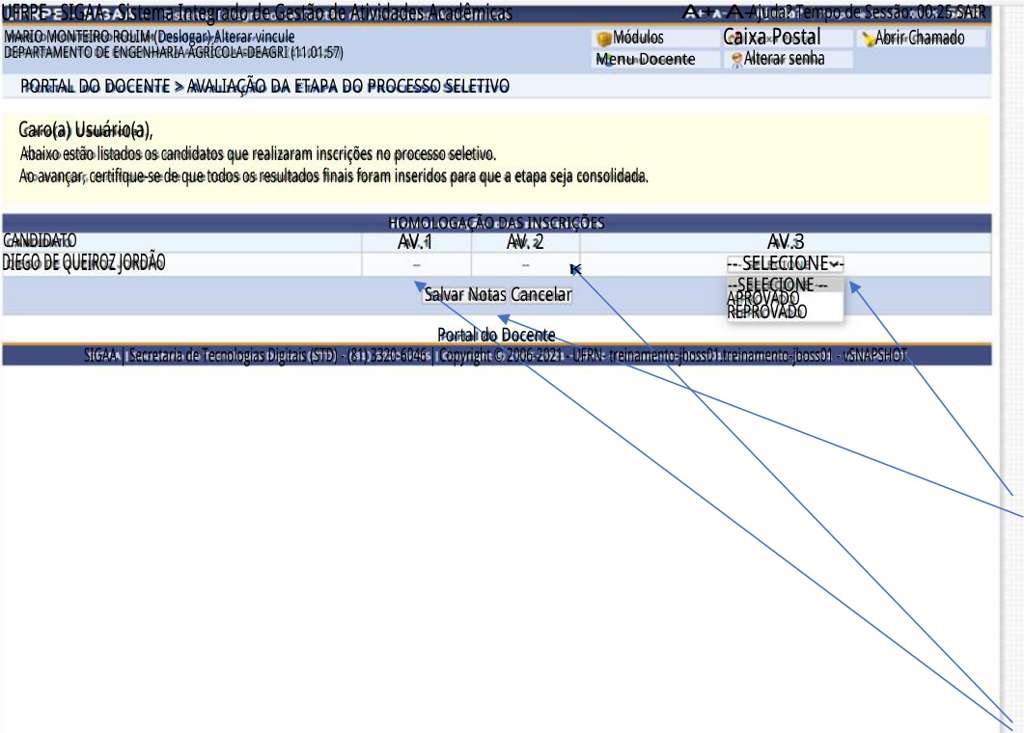 UFRPE - SIGAA - Sistema Integrado de Gestão de Atividades Acadêmicas A+ A- Ajuda? Tempo de Sessão: 00:25 SAIR
MARIO MONTEIRO ROLIM (Deslogar) Alterar vincule
DEPARTAMENTO DE ENGENHARIA AGRÍCOLA-DEAGRI (11.01.57)
Módulos Caixa Postal Abrir Chamado
Menu Docente Alterar senha
PORTAL DO DOCENTE > AVALIAÇÃO DA ETAPA DO PROCESSO SELETIVO
Caro(a) Usuário(a),
Abaixo estão listados os candidatos que realizaram inscrições no processo seletivo.
Ao avançar, certifique-se de que todos os resultados finais foram inseridos para que a etapa seja consolidada.
HOMOLOGAÇÃO DAS INSCRIÇÕES
CANDIDATO AV.1 AV. 2 AV.3
DIEGO DE QUEIROZ JORDÃO -- -- -- SELECIONE --
--SELECIONE --
APROVADO
REPROVADO
Salvar Notas Cancelar
Portal do Docente
SIGAA | Secretaria de Tecnologias Digitais (STD) - (81) 3320-6046 | Copyright © 2006-2021 - UFRN - treinamento-jboss01.treinamento-jboss01 - vSNAPSHOT